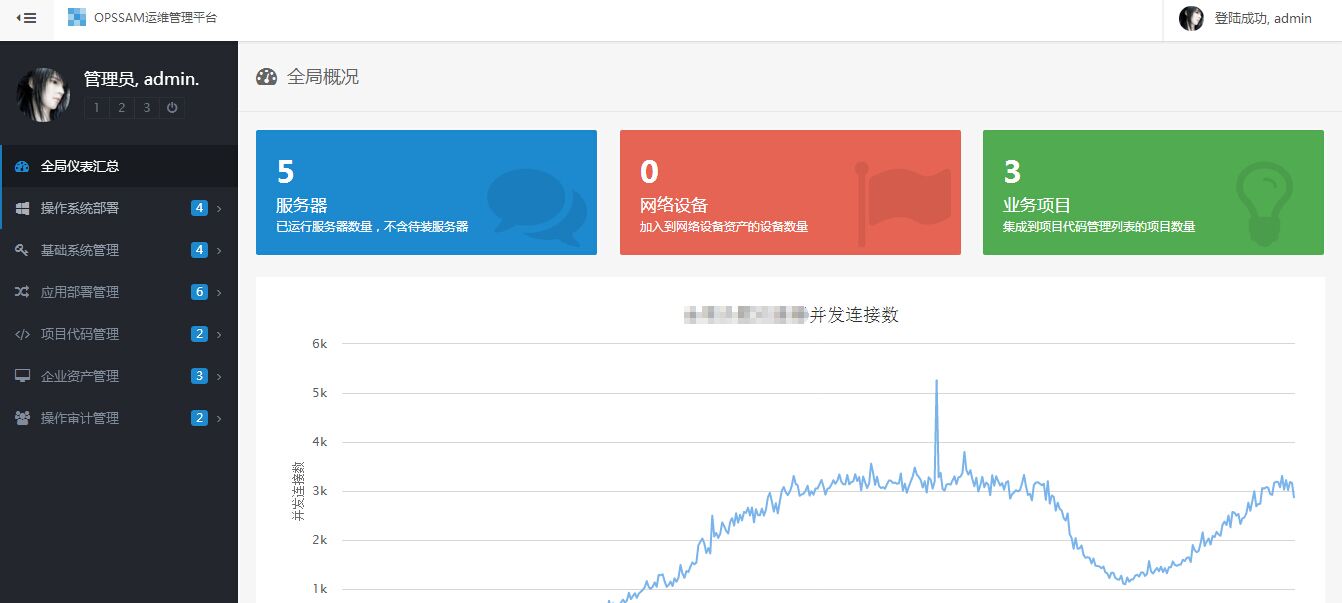 OPSSAM运维管理平台
登陆成功, admin
管理员, admin.
1 2 3
全局仪表汇总
操作系统部署 4
基础系统管理 4
应用部署管理 6
项目代码管理 2
企业资产管理 3
操作审计管理 2
全局概况
5
服务器
已运行服务器数量，不含待装服务器
0
网络设备
加入到网络设备资产的设备数量
3
业务项目
集成到项目代码管理列表的项目数量
并发连接数
6k
5k
4k
3k
2k
1k
并发连接数